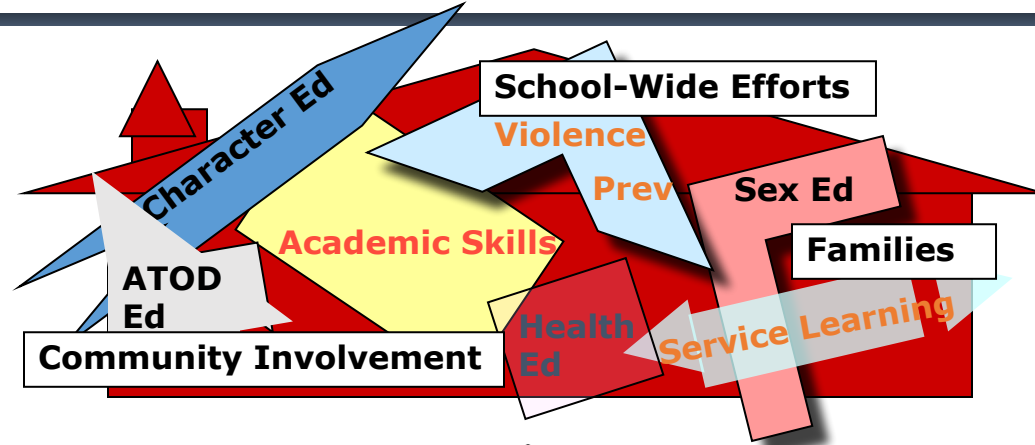 Character Ed
School-Wide Efforts
Violence
Prev
Sex Ed
Academic Skills
Families
ATOD
Ed
Service Learning
Health
Ed
Community Involvement